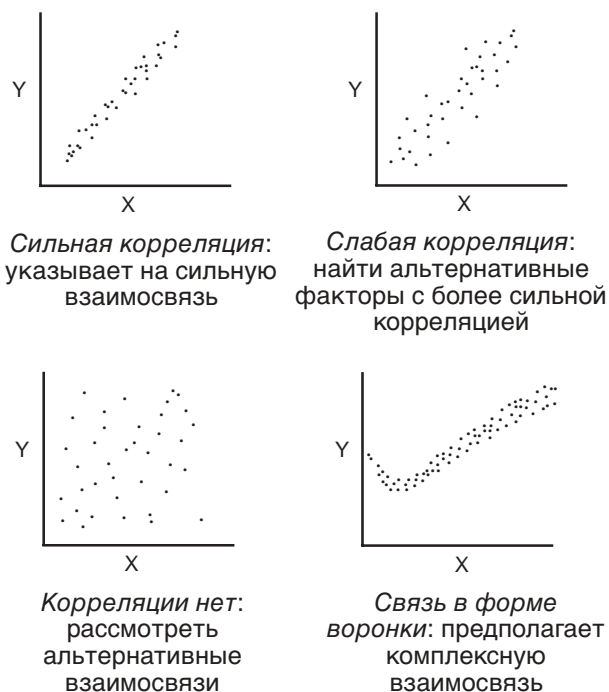 Y
X
Сильная корреляция:
указывает на сильную
взаимосвязь
Y
X
Слабая корреляция:
найти альтернативные
факторы с более сильной
корреляцией
Y
X
Корреляции нет:
рассмотреть
альтернативные
взаимосвязи
Y
X
Связь в форме
воронки: предполагает
комплексную
взаимосвязь